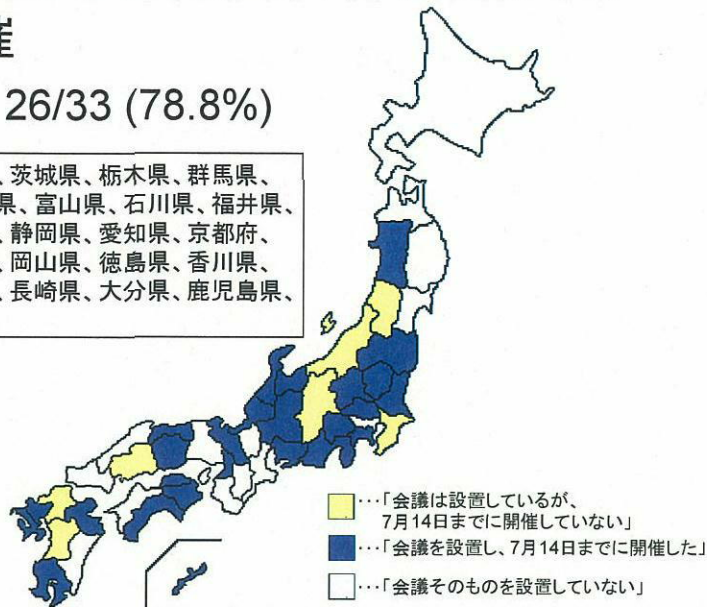 催
26/33 (78.8%)
、茨城県、栃木県、群馬県、
県、富山県、石川県、福井県、
、静岡県、愛知県、京都府、
、岡山県、徳島県、香川県、
、長崎県、大分県、鹿児島県、
…「会議は設置しているが、
7月14日までに開催していない」
…「会議を設置し、7月14日までに開催した」
…「会議そのものを設置していない」